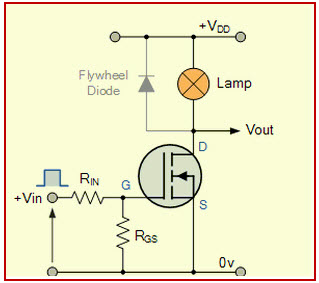 +VDD
Flywheel
Diode
Lamp
Vout
D
RIN
G
+Vin
S
RGS
0v